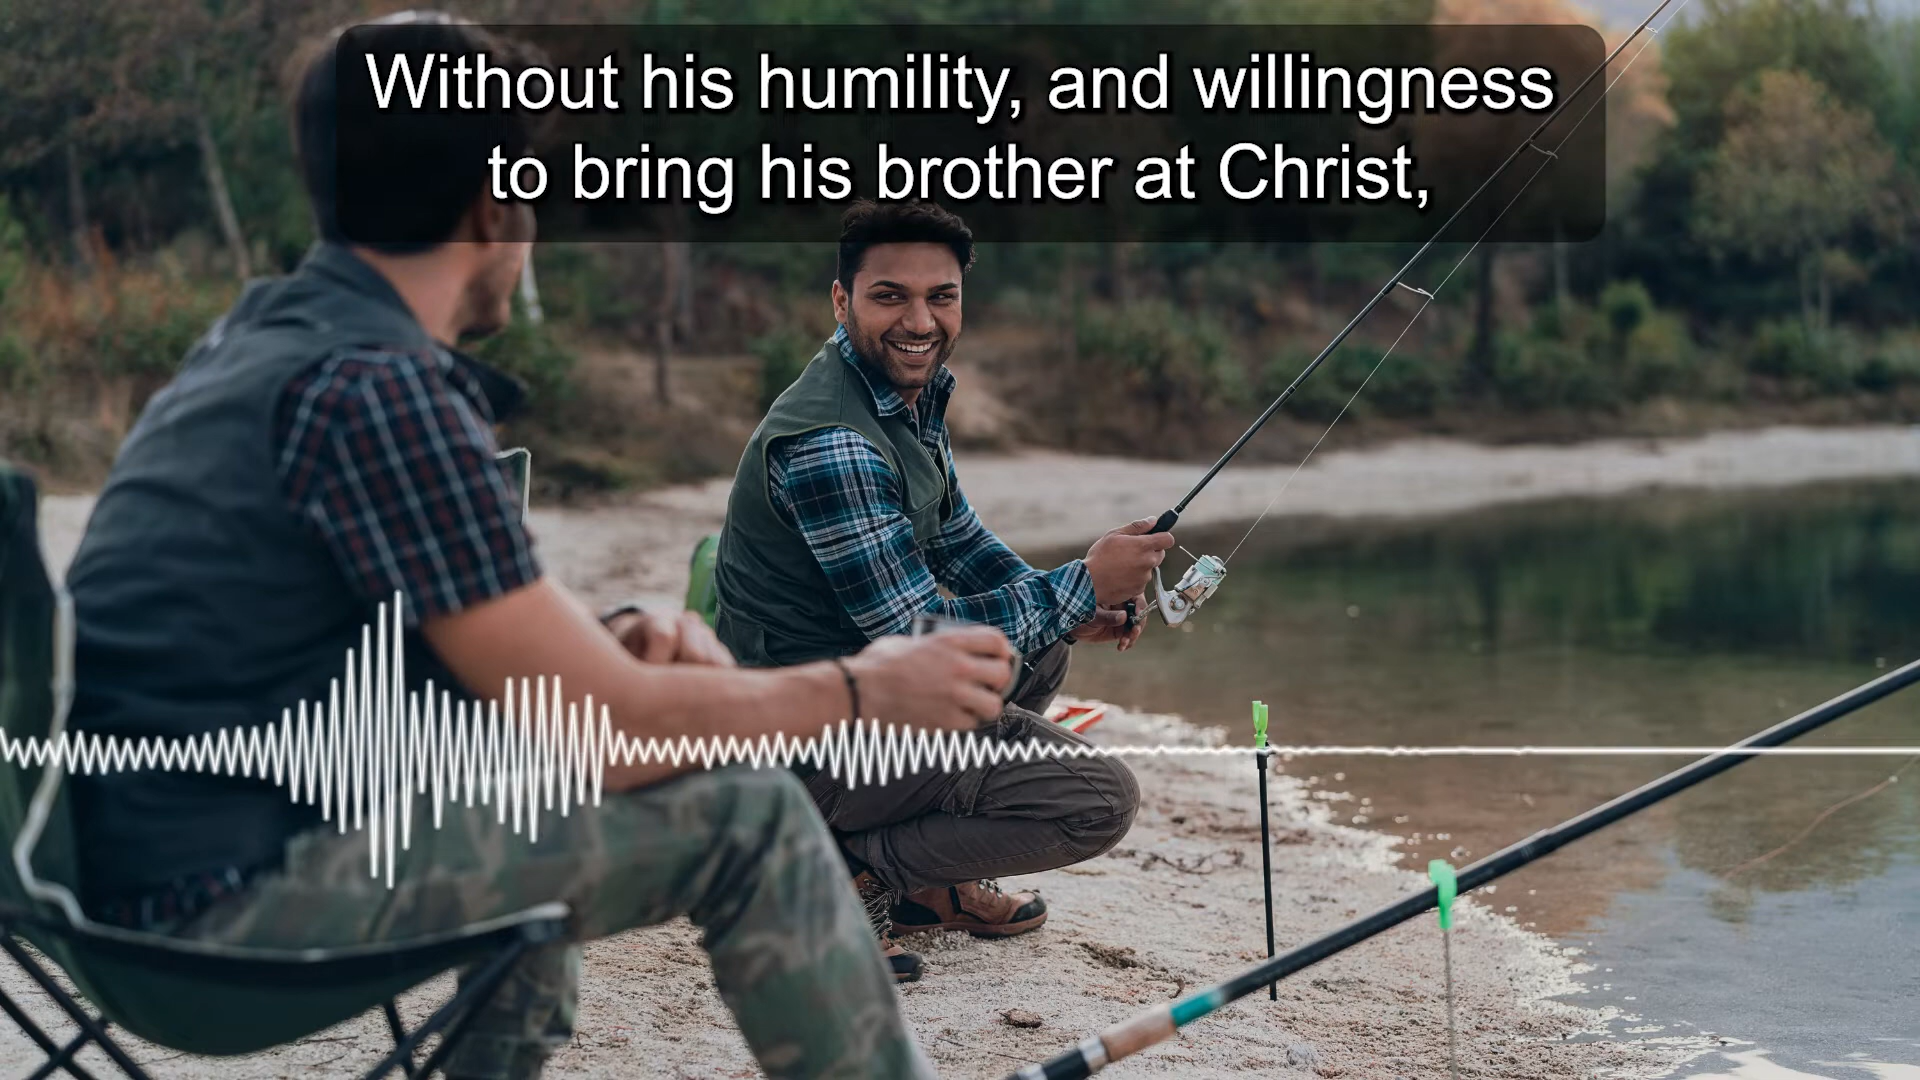 Without his humility, and willingness
to bring his brother at Christ,